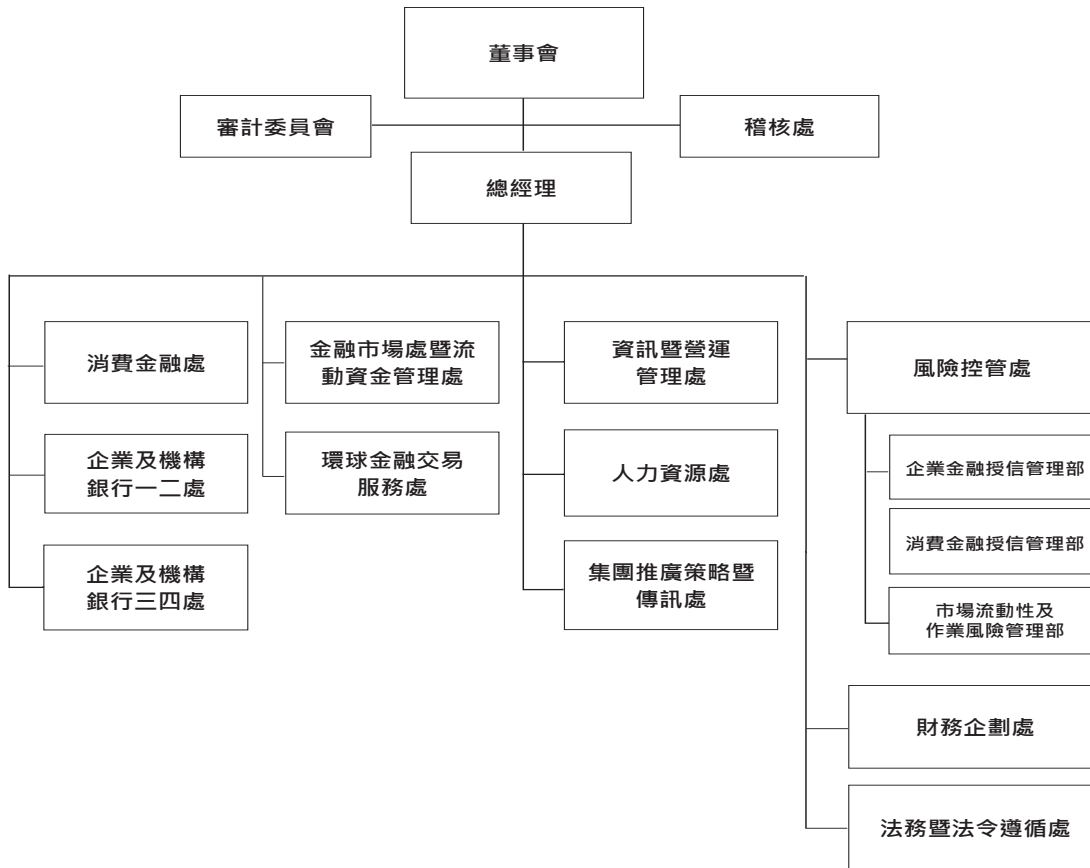 董事會
審計委員會
稽核處
總經理
消費金融處
企業及機構
銀行一二處
企業及機構
銀行三四處
金融市場處暨流
動資金管理處
環球金融交易
服務處
資訊暨營運
管理處
人力資源處
集團推廣策略暨
傳訊處
風險控管處
企業金融授信管理部
消費金融授信管理部
市場流動性及
作業風險管理部
財務企劃處
法務暨法令遵循處